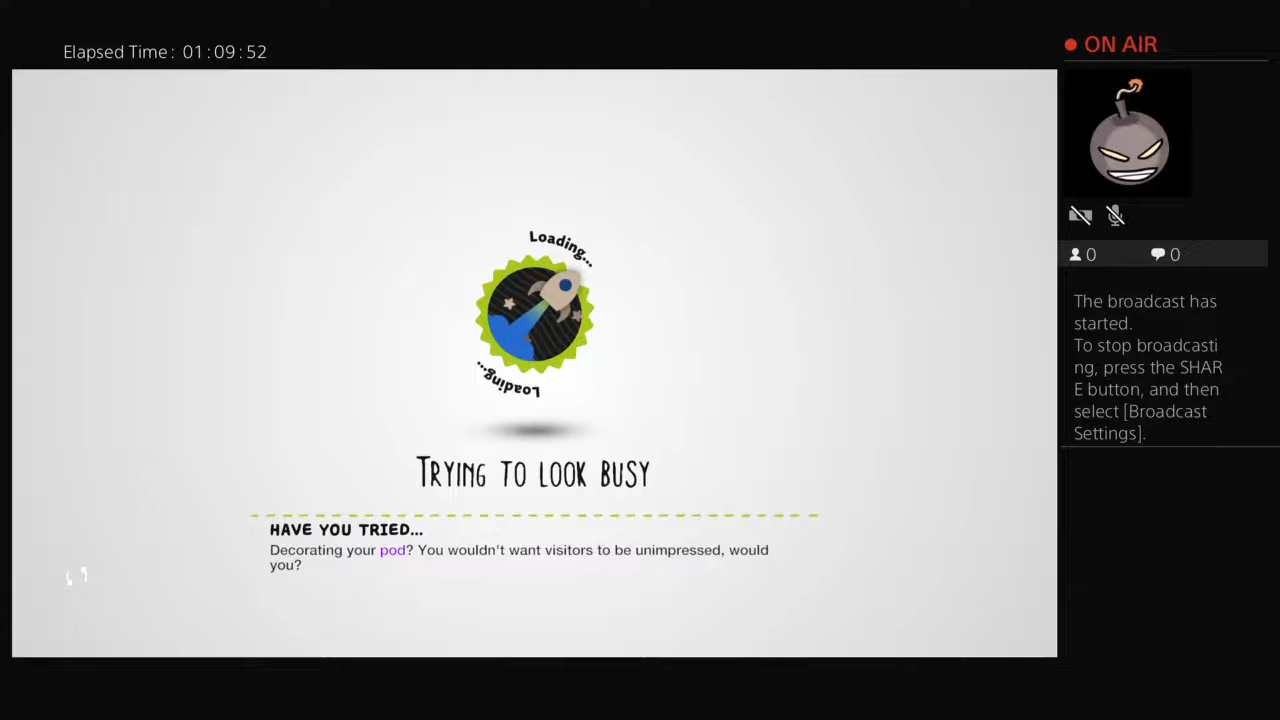 Elapsed Time: 01:09:52
ON AIR
0
0
The broadcast has
started.
To stop broadcasti
ng, press the SHAR
E button, and then
select [Broadcast
Settings].
Loading...
Loading...
TRYING TO LOOK BUSY
HAVE YOU TRIED...
Decorating your pod? You wouldn't want visitors to be unimpressed, would
you?